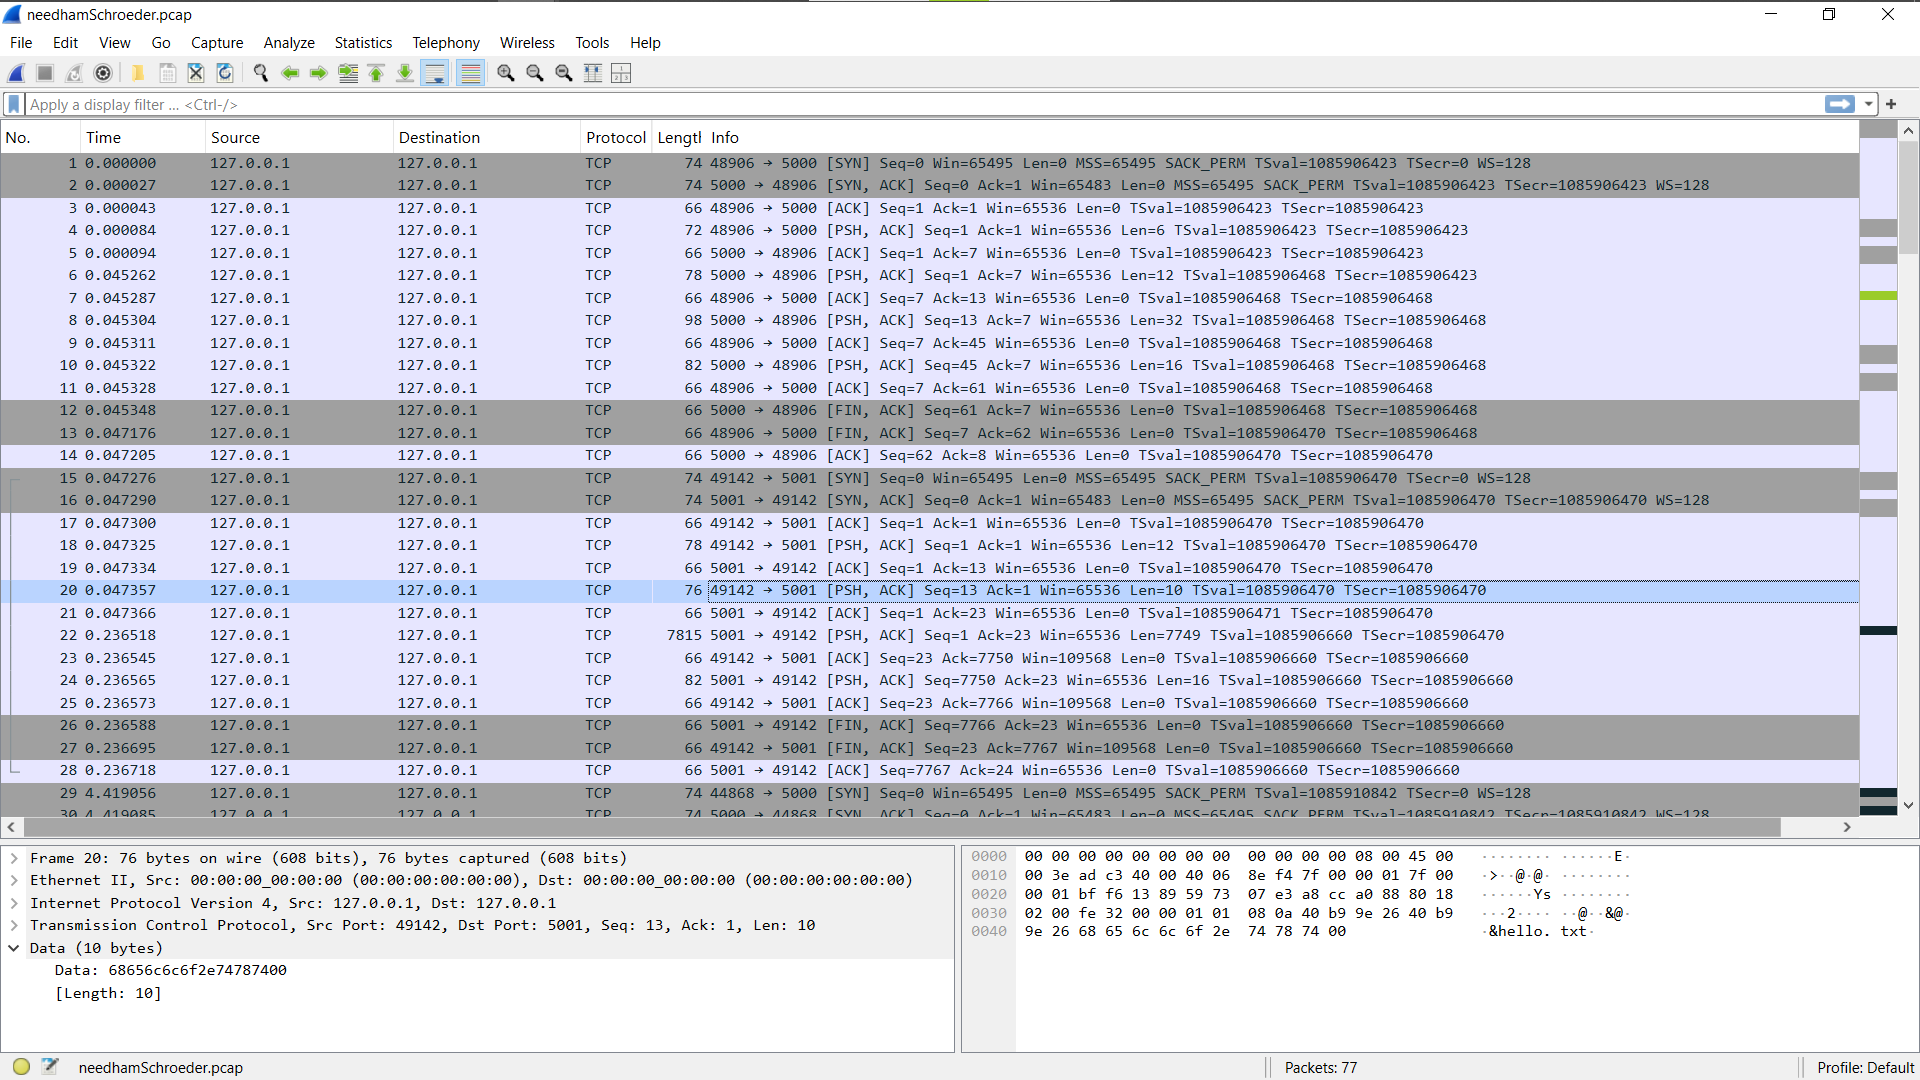 needhamSchroeder.pcap
File Edit View Go Capture Analyze Statistics Telephony Wireless Tools Help
Apply a display filter ... <Ctrl-/>
No. Time Source Destination Protocol Length Info
1 0.000000 127.0.0.1 127.0.0.1 TCP 74 48906 → 5000 [SYN] Seq=0 Win=65495 Len=0 MSS=65495 SACK_PERM TSval=1085906423 TSecr=0 WS=128
2 0.000027 127.0.0.1 127.0.0.1 TCP 74 5000 → 48906 [SYN, ACK] Seq=0 Ack=1 Win=65483 Len=0 MSS=65495 SACK_PERM TSval=1085906423 TSecr=1085906423 WS=128
3 0.000043 127.0.0.1 127.0.0.1 TCP 66 48906 → 5000 [ACK] Seq=1 Ack=1 Win=65536 Len=0 TSval=1085906423 TSecr=1085906423
4 0.000084 127.0.0.1 127.0.0.1 TCP 72 48906 → 5000 [PSH, ACK] Seq=1 Ack=1 Win=65536 Len=6 TSval=1085906423 TSecr=1085906423
5 0.000094 127.0.0.1 127.0.0.1 TCP 66 5000 → 48906 [ACK] Seq=1 Ack=7 Win=65536 Len=0 TSval=1085906423 TSecr=1085906423
6 0.045262 127.0.0.1 127.0.0.1 TCP 78 5000 → 48906 [PSH, ACK] Seq=1 Ack=7 Win=65536 Len=12 TSval=1085906468 TSecr=1085906423
7 0.045287 127.0.0.1 127.0.0.1 TCP 66 48906 → 5000 [ACK] Seq=7 Ack=13 Win=65536 Len=0 TSval=1085906468 TSecr=1085906468
8 0.045304 127.0.0.1 127.0.0.1 TCP 98 5000 → 48906 [PSH, ACK] Seq=13 Ack=7 Win=65536 Len=32 TSval=1085906468 TSecr=1085906468
9 0.045311 127.0.0.1 127.0.0.1 TCP 66 48906 → 5000 [ACK] Seq=7 Ack=45 Win=65536 Len=0 TSval=1085906468 TSecr=1085906468
10 0.045322 127.0.0.1 127.0.0.1 TCP 82 5000 → 48906 [PSH, ACK] Seq=45 Ack=7 Win=65536 Len=16 TSval=1085906468 TSecr=1085906468
11 0.045328 127.0.0.1 127.0.0.1 TCP 66 48906 → 5000 [ACK] Seq=7 Ack=61 Win=65536 Len=0 TSval=1085906468 TSecr=1085906468
12 0.045348 127.0.0.1 127.0.0.1 TCP 66 5000 → 48906 [FIN, ACK] Seq=61 Ack=7 Win=65536 Len=0 TSval=1085906468 TSecr=1085906468
13 0.047176 127.0.0.1 127.0.0.1 TCP 66 48906 → 5000 [FIN, ACK] Seq=7 Ack=62 Win=65536 Len=0 TSval=1085906470 TSecr=1085906468
14 0.047205 127.0.0.1 127.0.0.1 TCP 66 5000 → 48906 [ACK] Seq=62 Ack=8 Win=65536 Len=0 TSval=1085906470 TSecr=1085906470
15 0.047276 127.0.0.1 127.0.0.1 TCP 74 49142 → 5001 [SYN] Seq=0 Win=65495 Len=0 MSS=65495 SACK_PERM TSval=1085906470 TSecr=0 WS=128
16 0.047290 127.0.0.1 127.0.0.1 TCP 74 5001 → 49142 [SYN, ACK] Seq=0 Ack=1 Win=65483 Len=0 MSS=65495 SACK_PERM TSval=1085906470 TSecr=1085906470 WS=128
17 0.047300 127.0.0.1 127.0.0.1 TCP 66 49142 → 5001 [ACK] Seq=1 Ack=1 Win=65536 Len=0 TSval=1085906470 TSecr=1085906470
18 0.047325 127.0.0.1 127.0.0.1 TCP 78 49142 → 5001 [PSH, ACK] Seq=1 Ack=1 Win=65536 Len=12 TSval=1085906470 TSecr=1085906470
19 0.047334 127.0.0.1 127.0.0.1 TCP 66 5001 → 49142 [ACK] Seq=1 Ack=13 Win=65536 Len=0 TSval=1085906470 TSecr=1085906470
20 0.047357 127.0.0.1 127.0.0.1 TCP 76 49142 → 5001 [PSH, ACK] Seq=13 Ack=1 Win=65536 Len=10 TSval=1085906470 TSecr=1085906470
21 0.047366 127.0.0.1 127.0.0.1 TCP 66 5001 → 49142 [ACK] Seq=1 Ack=23 Win=65536 Len=0 TSval=1085906471 TSecr=1085906470
22 0.236518 127.0.0.1 127.0.0.1 TCP 7815 5001 → 49142 [PSH, ACK] Seq=1 Ack=23 Win=65536 Len=7749 TSval=1085906660 TSecr=1085906470
23 0.236545 127.0.0.1 127.0.0.1 TCP 66 49142 → 5001 [ACK] Seq=23 Ack=7750 Win=109568 Len=0 TSval=1085906660 TSecr=1085906660
24 0.236565 127.0.0.1 127.0.0.1 TCP 82 5001 → 49142 [PSH, ACK] Seq=7750 Ack=23 Win=65536 Len=16 TSval=1085906660 TSecr=1085906660
25 0.236573 127.0.0.1 127.0.0.1 TCP 66 49142 → 5001 [ACK] Seq=23 Ack=7766 Win=109568 Len=0 TSval=1085906660 TSecr=1085906660
26 0.236588 127.0.0.1 127.0.0.1 TCP 66 5001 → 49142 [FIN, ACK] Seq=7766 Ack=23 Win=65536 Len=0 TSval=1085906660 TSecr=1085906660
27 0.236695 127.0.0.1 127.0.0.1 TCP 66 49142 → 5001 [FIN, ACK] Seq=23 Ack=7767 Win=109568 Len=0 TSval=1085906660 TSecr=1085906660
28 0.236718 127.0.0.1 127.0.0.1 TCP 66 5001 → 49142 [ACK] Seq=7767 Ack=24 Win=65536 Len=0 TSval=1085906660 TSecr=1085906660
29 4.419056 127.0.0.1 127.0.0.1 TCP 74 44868 → 5000 [SYN] Seq=0 Win=65495 Len=0 MSS=65495 SACK_PERM TSval=1085910842 TSecr=0 WS=128
30 4.419085 127.0.0.1 127.0.0.1 TCP 74 5000 → 44868 [SYN, ACK] Seq=0 Ack=1 Win=65483 Len=0 MSS=65495 SACK_PERM TSval=1085910842 TSecr=1085910842 WS=128
Frame 20: 76 bytes on wire (608 bits), 76 bytes captured (608 bits)
Ethernet II, Src: 00:00:00_00:00:00 (00:00:00:00:00:00), Dst: 00:00:00_00:00:00 (00:00:00:00:00:00)
Internet Protocol Version 4, Src: 127.0.0.1, Dst: 127.0.0.1
Transmission Control Protocol, Src Port: 49142, Dst Port: 5001, Seq: 13, Ack: 1, Len: 10
Data (10 bytes)
Data: 68656c6c6f2e74787400
[Length: 10]
0000 00 00 00 00 00 00 00 00 00 00 00 00 08 00 45 00 ········ ······E·
0010 00 3e ad c3 40 00 40 06 8e f4 7f 00 00 01 7f 00 ·>··@·@· ········
0020 00 01 bf f6 13 89 59 73 07 e3 a8 cc a0 88 80 18 ······Ys ········
0030 02 00 fe 32 00 00 01 01 08 0a 40 b9 9e 26 40 b9 ···2···· ··@··&@·
0040 9e 26 68 65 6c 6c 6f 2e 74 78 74 00 ·&hello. txt·
needhamSchroeder.pcap
Packets: 77
Profile: Default